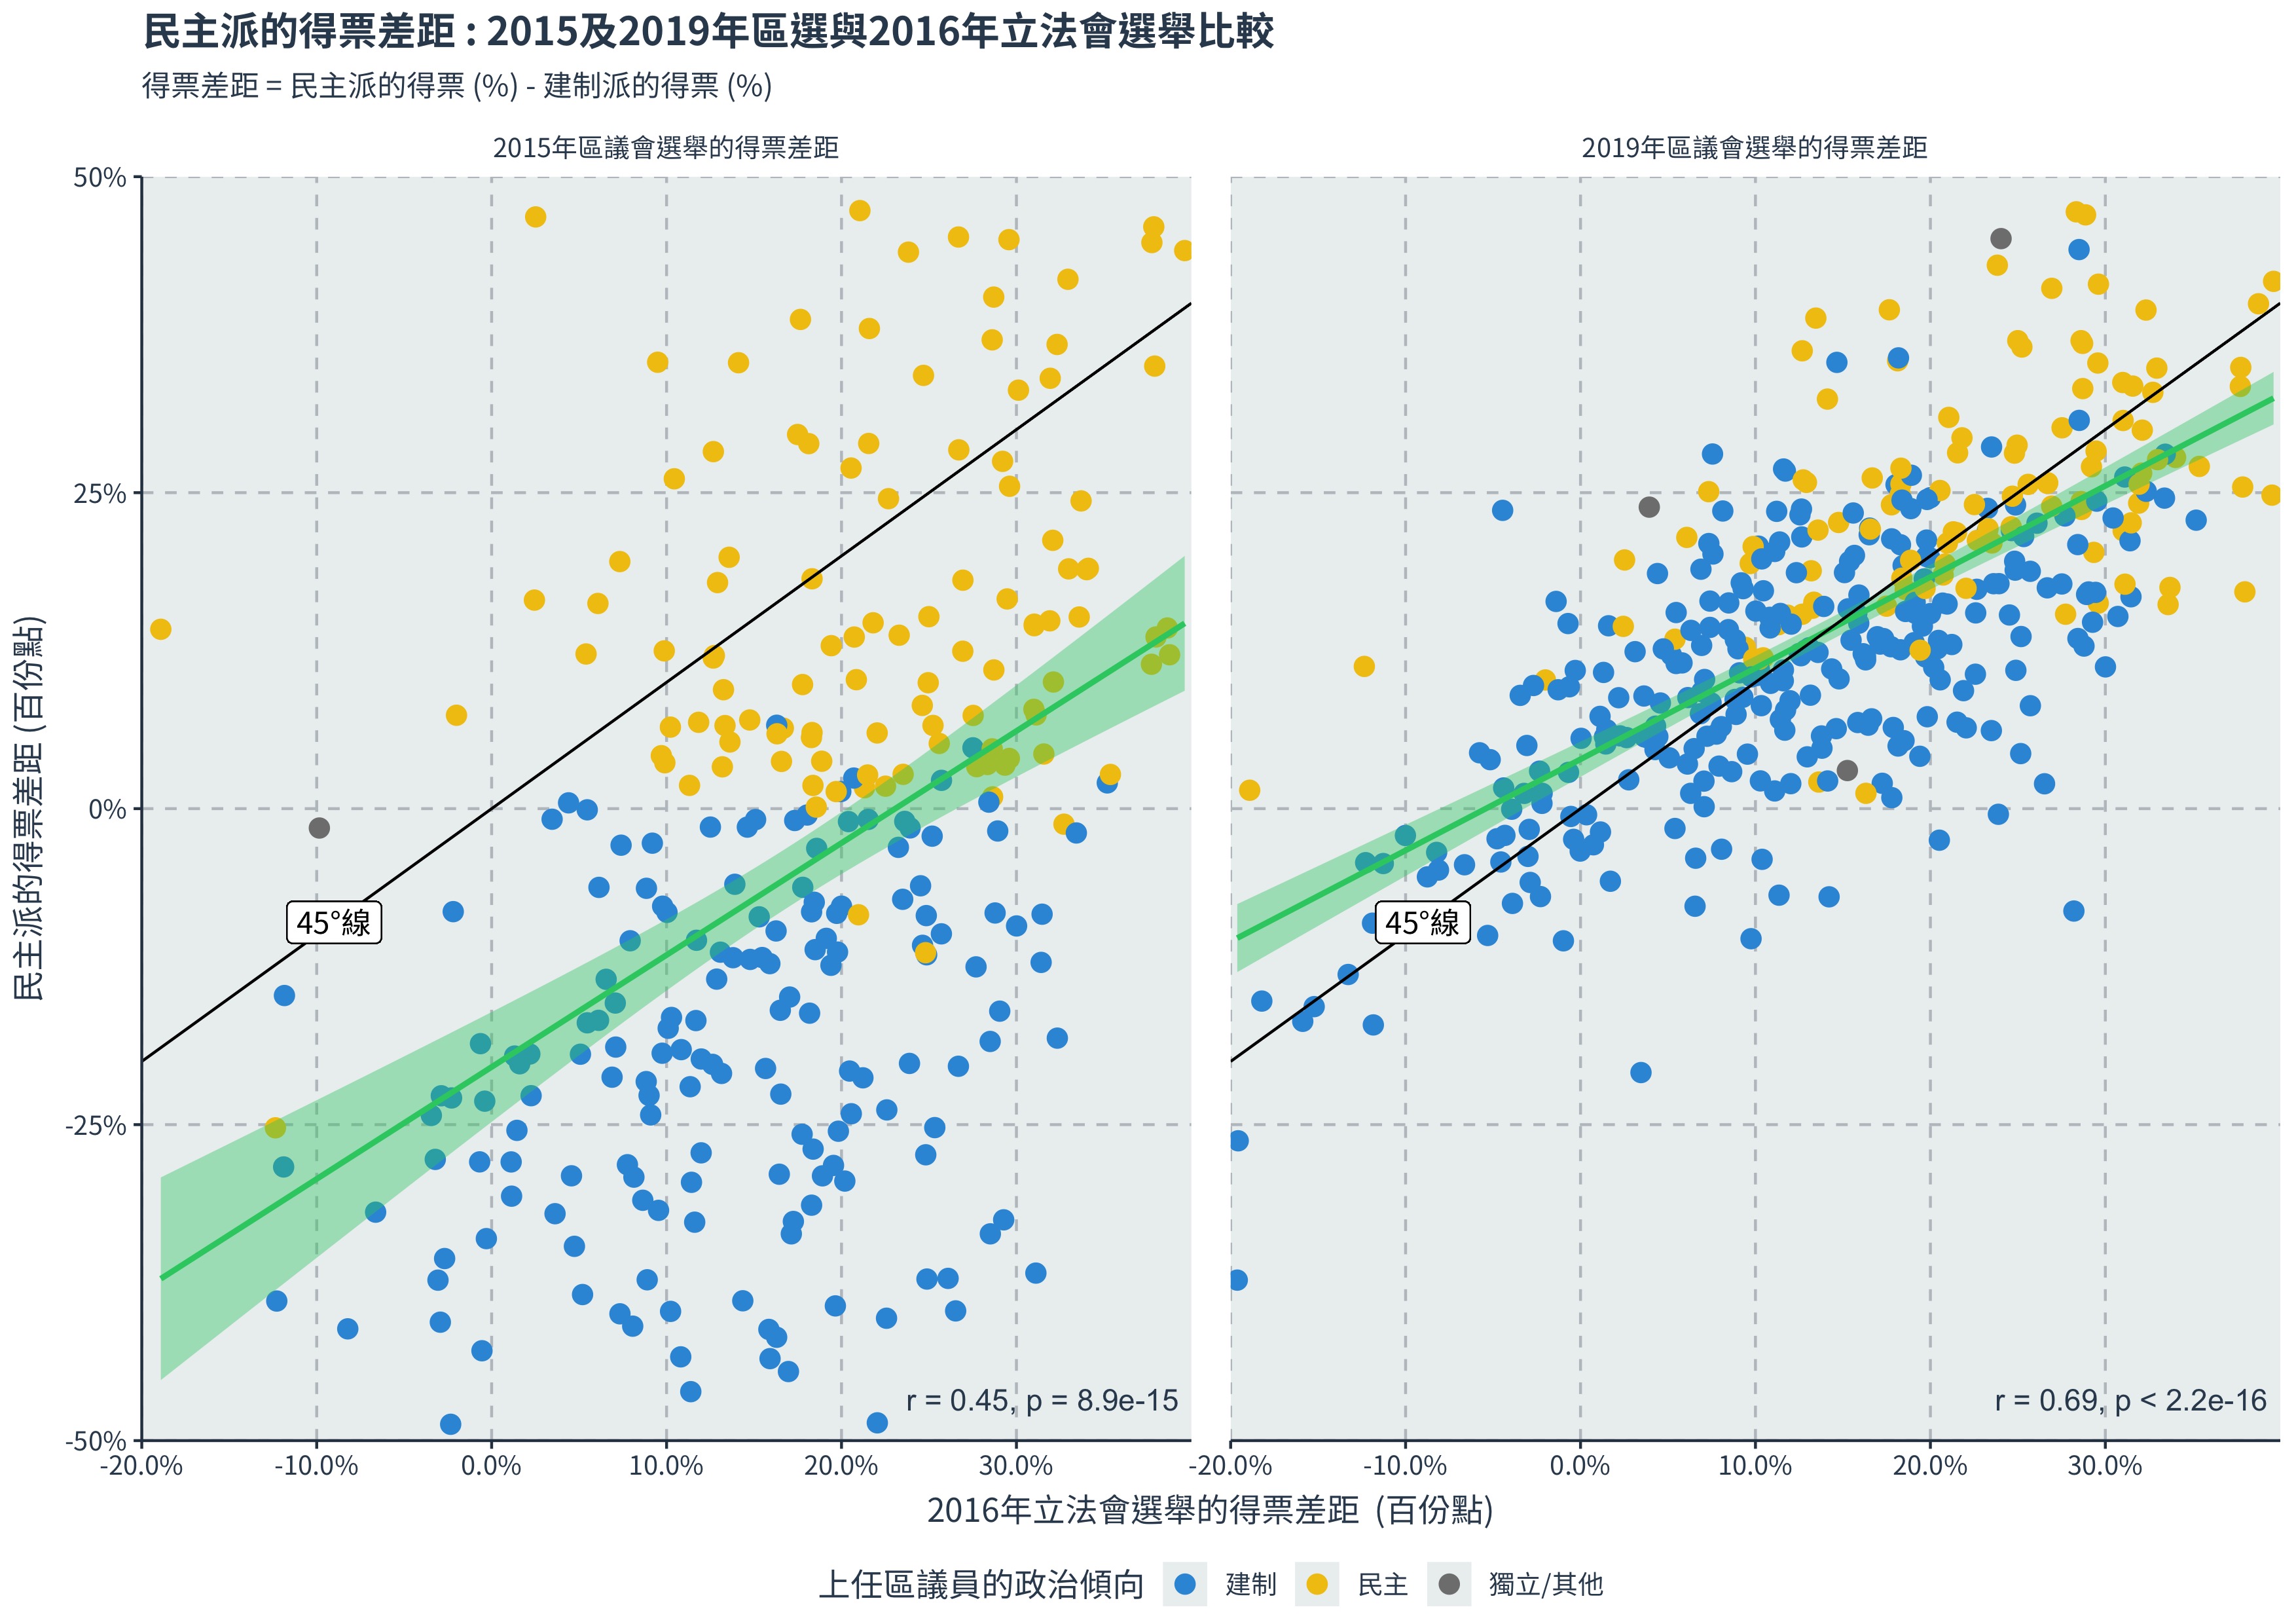 民主派的得票差距 : 2015及2019年區選與2016年立法會選舉比較
得票差距 = 民主派的得票 (%) - 建制派的得票 (%)
2015年區議會選舉的得票差距
2019年區議會選舉的得票差距
民主派的得票差距 (百份點)
50%
25%
0%
-25%
-50%
45°線
45°線
r = 0.45, p = 8.9e-15
r = 0.69, p < 2.2e-16
-20.0% -10.0% 0.0% 10.0% 20.0% 30.0%
-20.0% -10.0% 0.0% 10.0% 20.0% 30.0%
2016年立法會選舉的得票差距 (百份點)
上任區議員的政治傾向 建制 民主 獨立/其他